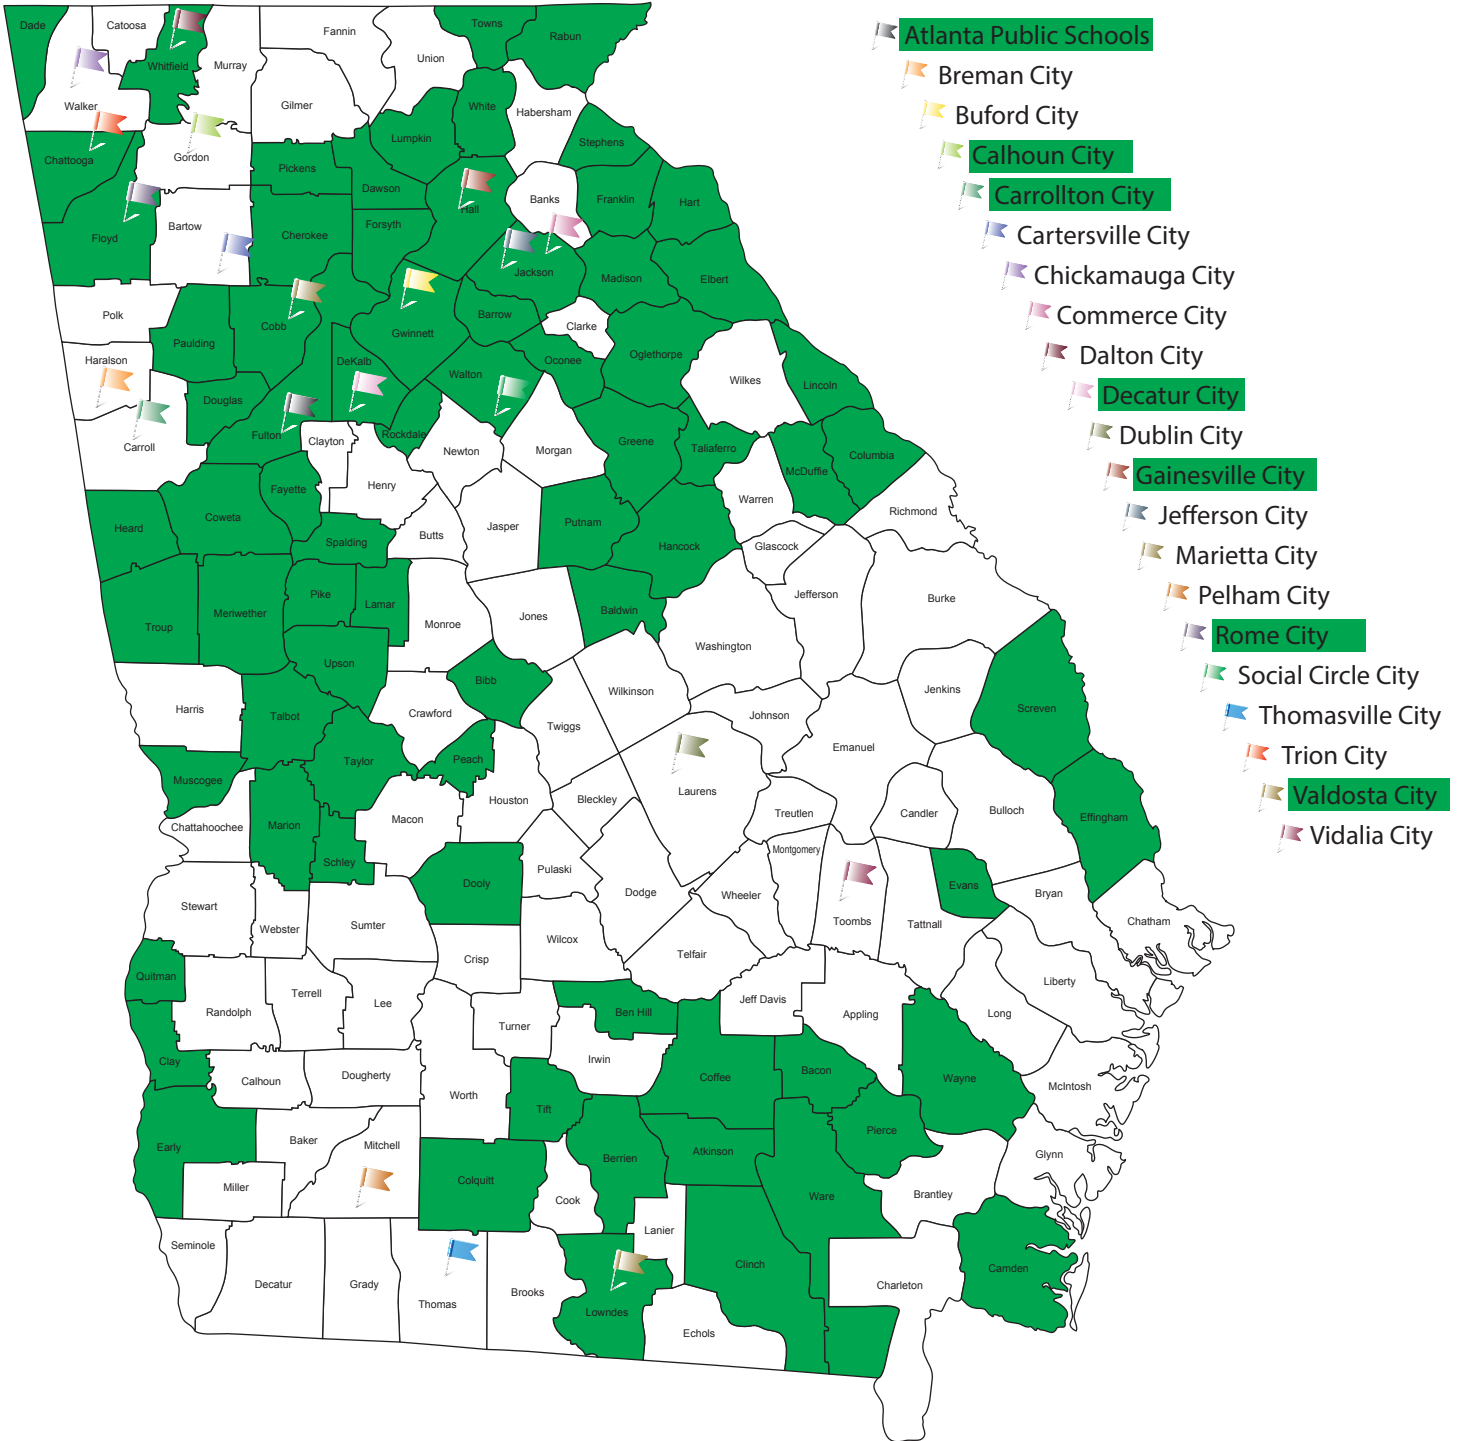 Dade
Catoosa
Fannin
Towns
Rabun
Union
Whitfield
Murray
Walker
Gilmer
White
Habersham
Lumpkin
Stephens
Chattooga
Gordon
Pickens
Dawson
Banks
Franklin
Hart
Hall
Floyd
Bartow
Cherokee
Forsyth
Jackson
Madison
Elbert
Polk
Cobb
Gwinnett
Barrow
Clarke
Paulding
Haralson
DeKalb
Walton
Oconee
Oglethorpe
Wilkes
Lincoln
Douglas
Fulton
Rockdale
Carroll
Clayton
Newton
Morgan
Greene
Taliaferro
McDuffie
Columbia
Fayette
Henry
Warren
Richmond
Heard
Coweta
Spalding
Butts
Jasper
Putnam
Hancock
Glascock
Troup
Meriwether
Pike
Lamar
Monroe
Jones
Baldwin
Jefferson
Burke
Washington
Upson
Bibb
Wilkinson
Jenkins
Screven
Harris
Talbot
Crawford
Twiggs
Johnson
Emanuel
Muscogee
Taylor
Peach
Laurens
Chattahoochee
Marion
Macon
Houston
Bleckley
Treutlen
Candler
Bulloch
Effingham
Schley
Dooly
Pulaski
Montgomery
Dodge
Wheeler
Toombs
Tattnall
Evans
Bryan
Chatham
Stewart
Webster
Sumter
Crisp
Wilcox
Telfair
Quitman
Randolph
Terrell
Lee
Turner
Ben Hill
Jeff Davis
Appling
Long
Liberty
Clay
Calhoun
Dougherty
Worth
Irwin
Coffee
Bacon
Wayne
McIntosh
Tift
Early
Baker
Mitchell
Berrien
Atkinson
Pierce
Glynn
Miller
Colquitt
Cook
Ware
Brantley
Seminole
Decatur
Grady
Thomas
Brooks
Lanier
Lowndes
Clinch
Charleton
Camden
Echols
Atlanta Public Schools
Breman City
Buford City
Calhoun City
Carrollton City
Cartersville City
Chickamauga City
Commerce City
Dalton City
Decatur City
Dublin City
Gainesville City
Jefferson City
Marietta City
Pelham City
Rome City
Social Circle City
Thomasville City
Trion City
Valdosta City
Vidalia City